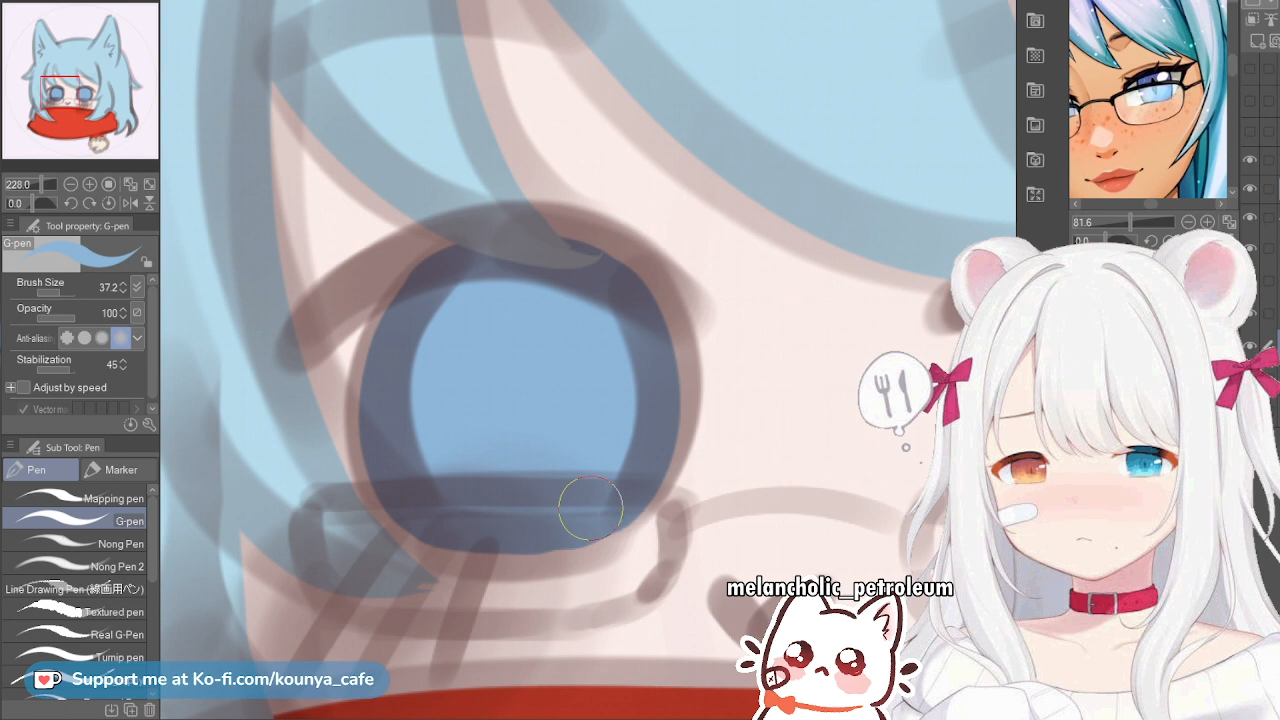 228.0
0.0
Tool property: G-pen
G-pen
Brush Size 37.2
Opacity 100
Anti-aliasing
Stabilization 45
Adjust by speed
Vector ma
Sub Tool: Pen
Pen Marker
Mapping pen
G-pen
Nong Pen
Nong Pen 2
Line Drawing Pen (線画用ペン)
Textured pen
Real G-Pen
Turnip pen
Support me at Ko-fi.com/kounya_cafe
melancholic_petroleum
81.6
0.0